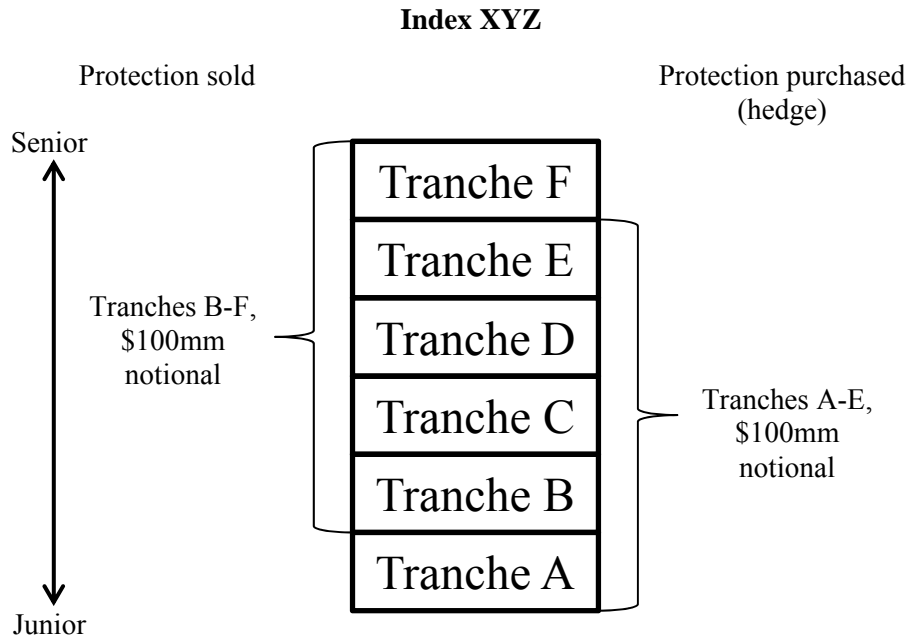 Index XYZ
Protection sold
Protection purchased
(hedge)
Senior
Tranche F
Tranche E
Tranches B-F,
$100mm
notional
Tranche D
Tranche C
Tranches A-E,
$100mm
notional
Tranche B
Tranche A
Junior